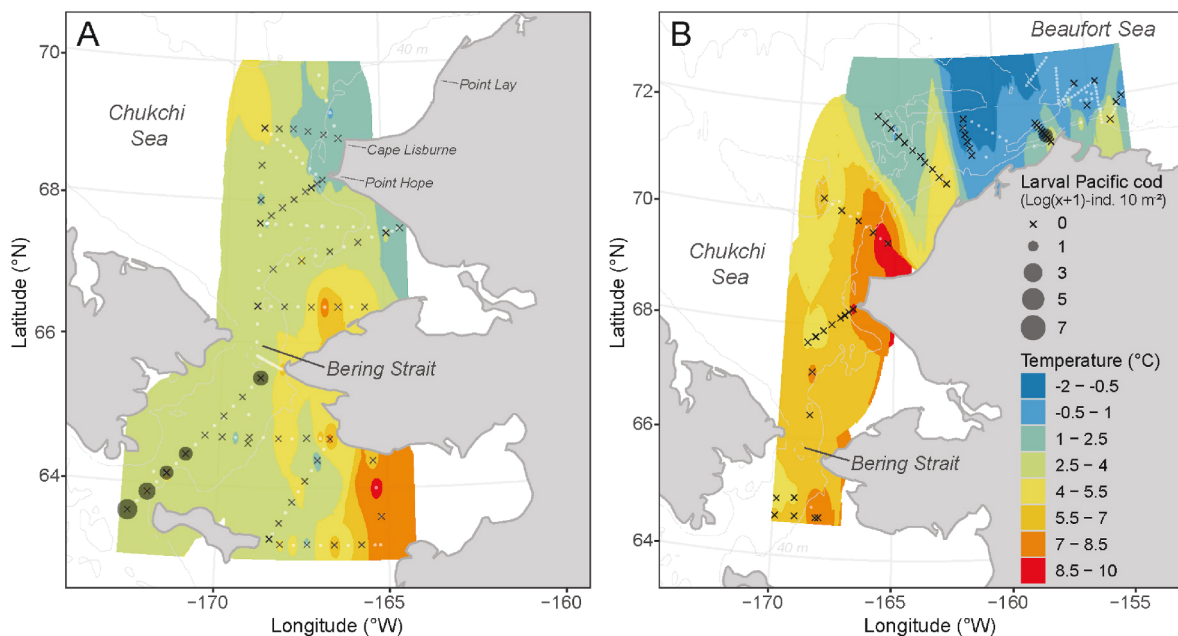 A
40 m
70
Point Lay
Chukchi
Sea
Cape Lisburne
Point Hope
68
Latitude (°N)
66
Bering Strait
64
−170
−165
−160
Longitude (°W)
B
Beaufort Sea
72
Larval Pacific cod
(Log(x+1)-ind. 10 m²)
0
1
3
5
7
70
Chukchi
Sea
Latitude (°N)
68
Temperature (°C)
-2 – -0.5
-0.5 – 1
1 – 2.5
2.5 – 4
4 – 5.5
5.5 – 7
7 – 8.5
8.5 – 10
66
Bering Strait
64
40 m
−170
−165
−160
−155
Longitude (°W)